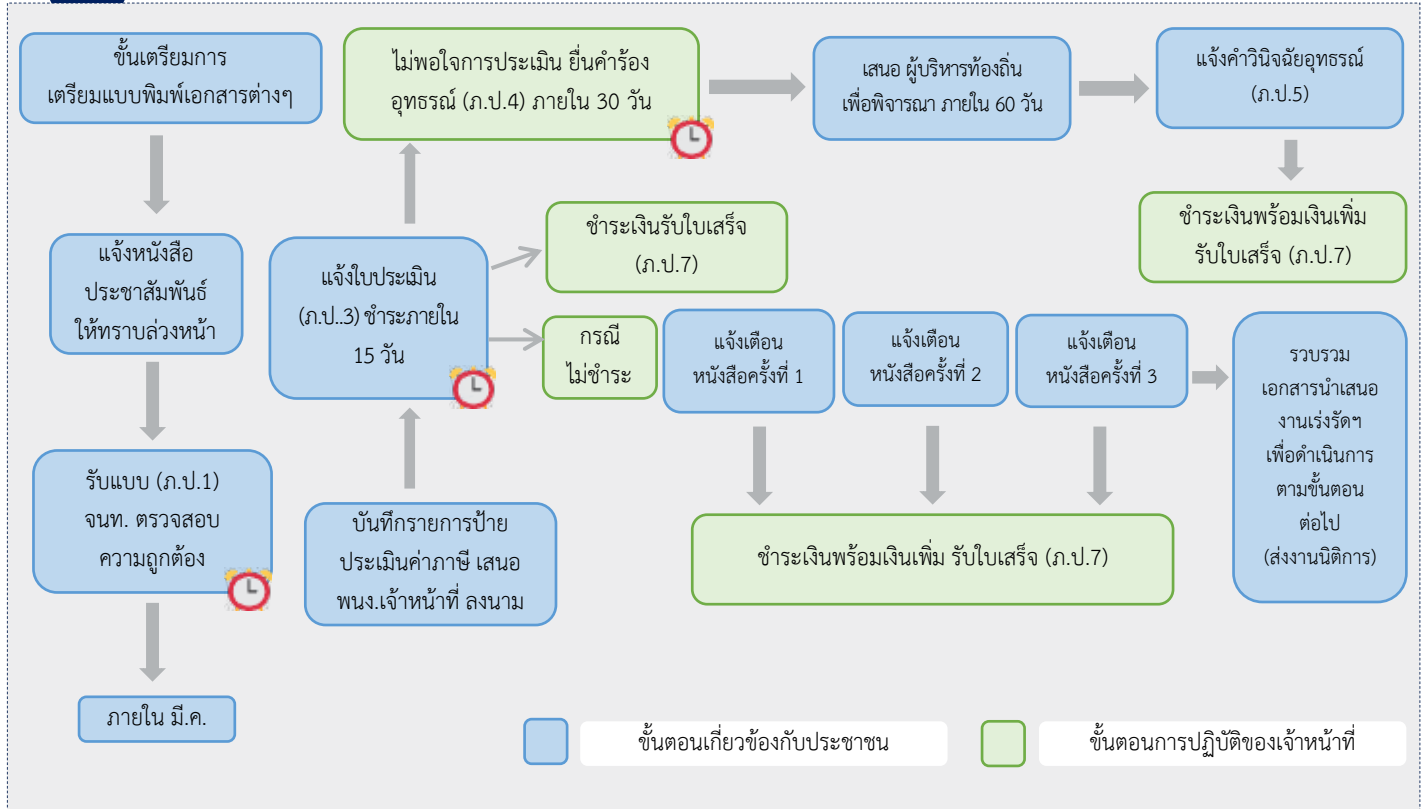 ขั้นเตรียมการ
เตรียมแบบพิมพ์เอกสารต่างๆ
ไม่พอใจการประเมิน ยื่นคำร้อง
อุทธรณ์ (ภ.ป.4) ภายใน 30 วัน
เสนอ ผู้บริหารท้องถิ่น
เพื่อพิจารณา ภายใน 60 วัน
แจ้งคำวินิจฉัยอุทธรณ์
(ภ.ป.5)
แจ้งหนังสือ
ประชาสัมพันธ์
ให้ทราบล่วงหน้า
แจ้งใบประเมิน
(ภ.ป..3) ชำระภายใน
15 วัน
ชำระเงินรับใบเสร็จ
(ภ.ป.7)
ชำระเงินพร้อมเงินเพิ่ม
รับใบเสร็จ (ภ.ป.7)
กรณี
ไม่ชำระ
แจ้งเตือน
หนังสือครั้งที่ 1
แจ้งเตือน
หนังสือครั้งที่ 2
แจ้งเตือน
หนังสือครั้งที่ 3
รวบรวม
เอกสารนำเสนอ
งานเร่งรัดฯ
เพื่อดำเนินการ
ตามขั้นตอน
ต่อไป
(ส่งงานนิติการ)
รับแบบ (ภ.ป.1)
จนท. ตรวจสอบ
ความถูกต้อง
บันทึกรายการป้าย
ประเมินค่าภาษี เสนอ
พนง.เจ้าหน้าที่ ลงนาม
ชำระเงินพร้อมเงินเพิ่ม รับใบเสร็จ (ภ.ป.7)
ภายใน มี.ค.
ขั้นตอนเกี่ยวข้องกับประชาชน
ขั้นตอนการปฏิบัติของเจ้าหน้าที่